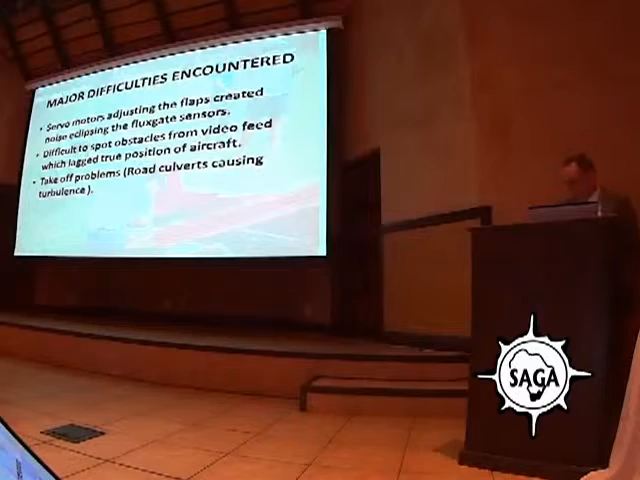 MAJOR DIFFICULTIES ENCOUNTERED
• Servo motors adjusting the flaps created
noise eclipsing the fluxgate sensors.
• Difficult to spot obstacles from video feed
which lagged true position of aircraft.
• Take off problems (Road culverts causing
turbulence).
SAGA